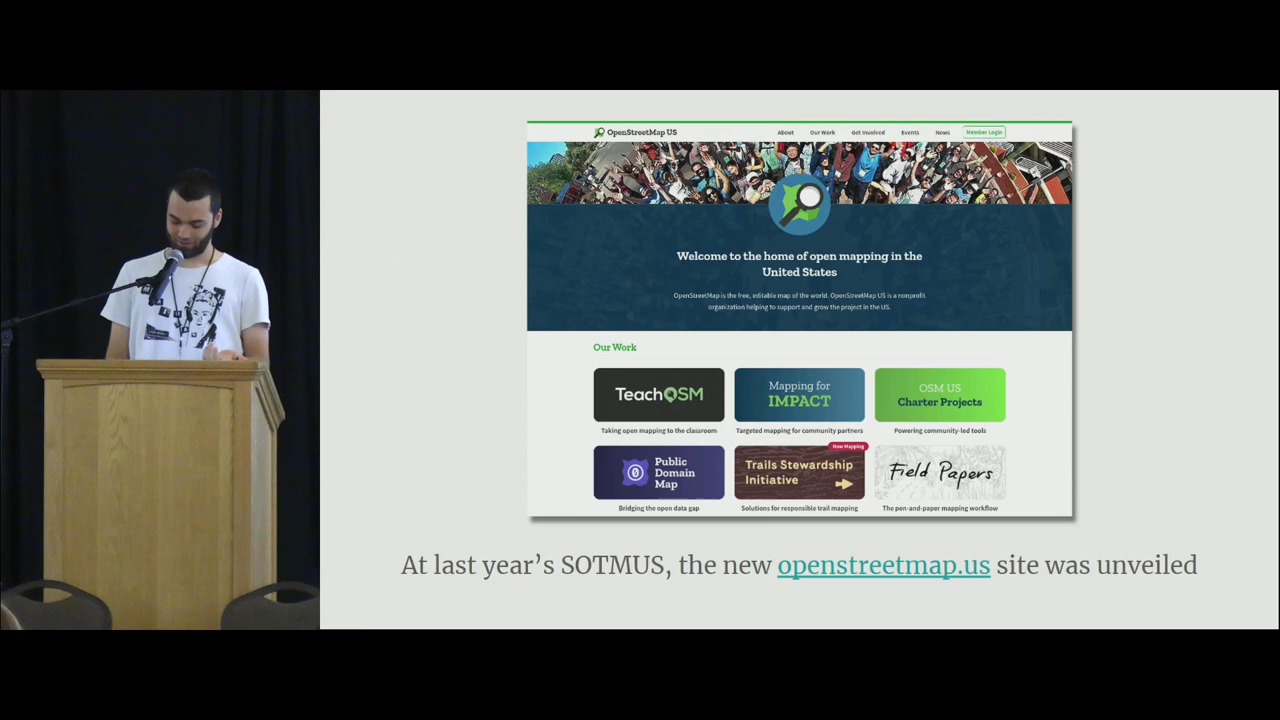 OpenStreetMap US
About Our Work Get Involved Events News Member Login
Welcome to the home of open mapping in the
United States
OpenStreetMap is the free, editable map of the world. OpenStreetMap US is a nonprofit
organization helping to support and grow the project in the US.
Our Work
TeachOSM
Taking open mapping to the classroom
Mapping for
IMPACT
Targeted mapping for community partners
OSM US
Charter Projects
Powering community-led tools
Public
Domain
Map
Bridging the open data gap
Now Mapping
Trails Stewardship
Initiative
Solutions for responsible trail mapping
Field Papers
The pen-and-paper mapping workflow
At last year’s SOTMUS, the new openstreetmap.us site was unveiled